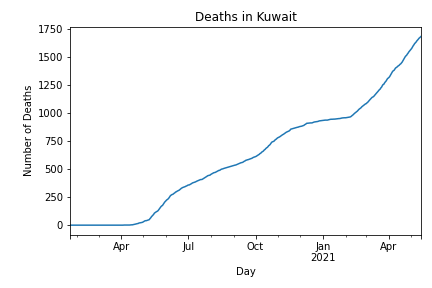 Deaths in Kuwait
1750
1500
1250
1000
750
500
250
0
Number of Deaths
Apr
Jul
Oct
Jan
2021
Apr
Day